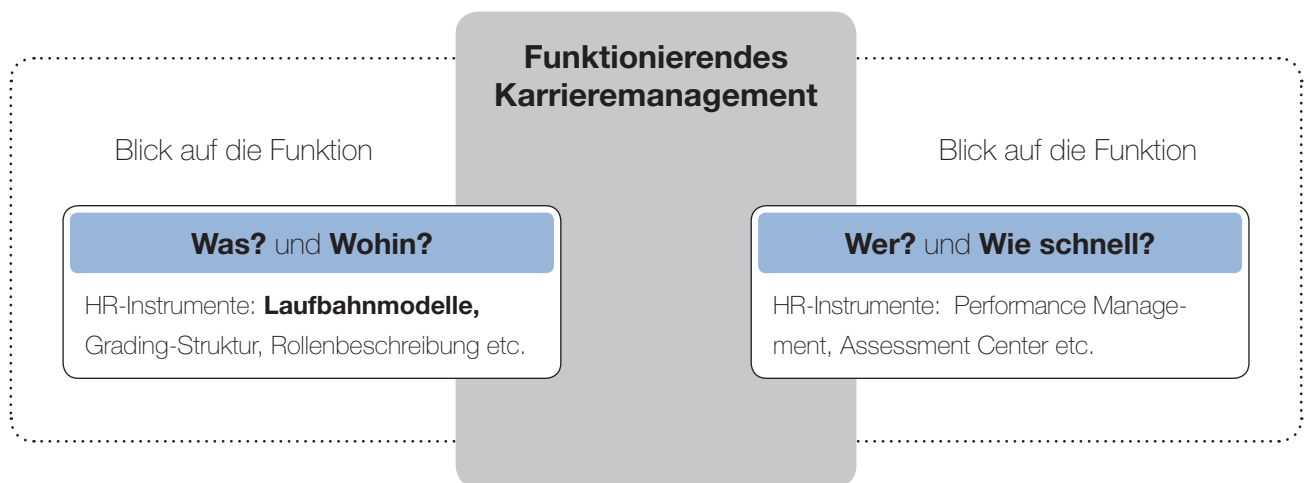 Funktionierendes
Karrieremanagement
Blick auf die Funktion
Was? und Wohin?
HR-Instrumente: Laufbahnmodelle,
Grading-Struktur, Rollenbeschreibung etc.
Blick auf die Funktion
Wer? und Wie schnell?
HR-Instrumente: Performance Manage-
ment, Assessment Center etc.